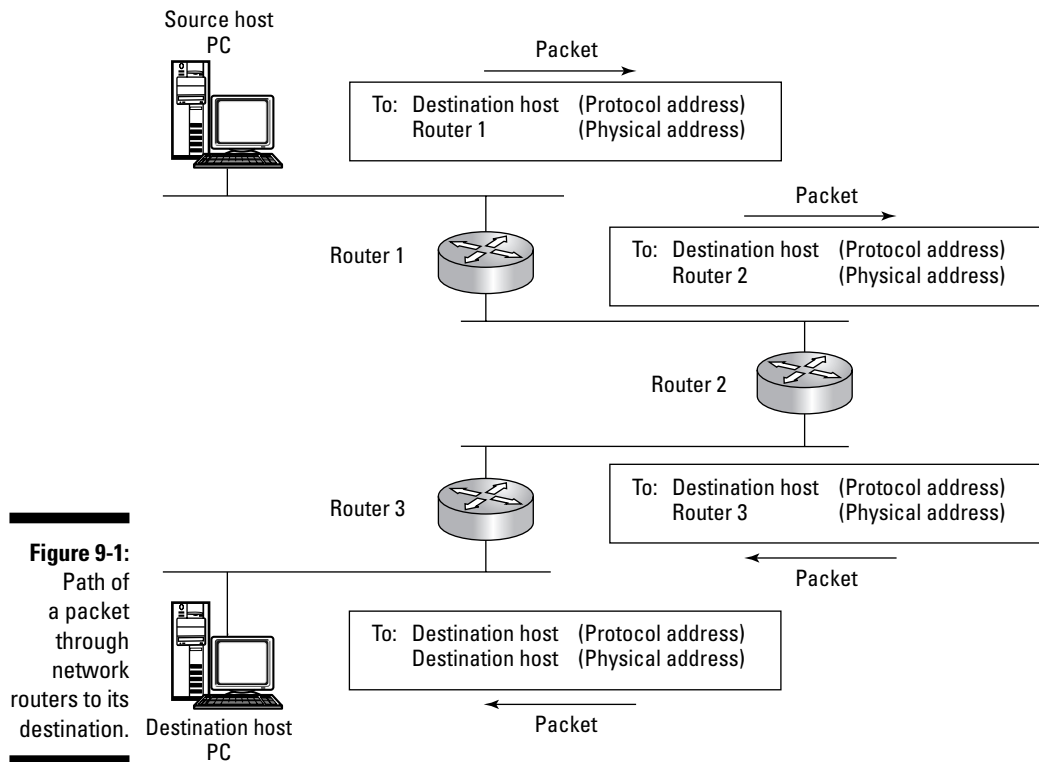 Source host
PC
Packet
To: Destination host (Protocol address)
Router 1 (Physical address)
Packet
Router 1
To: Destination host (Protocol address)
Router 2 (Physical address)
Router 2
Router 3
To: Destination host (Protocol address)
Router 3 (Physical address)
Packet
Figure 9-1:
Path of
a packet
through
network
routers to its
destination.
To: Destination host (Protocol address)
Destination host (Physical address)
Packet
Destination host
PC